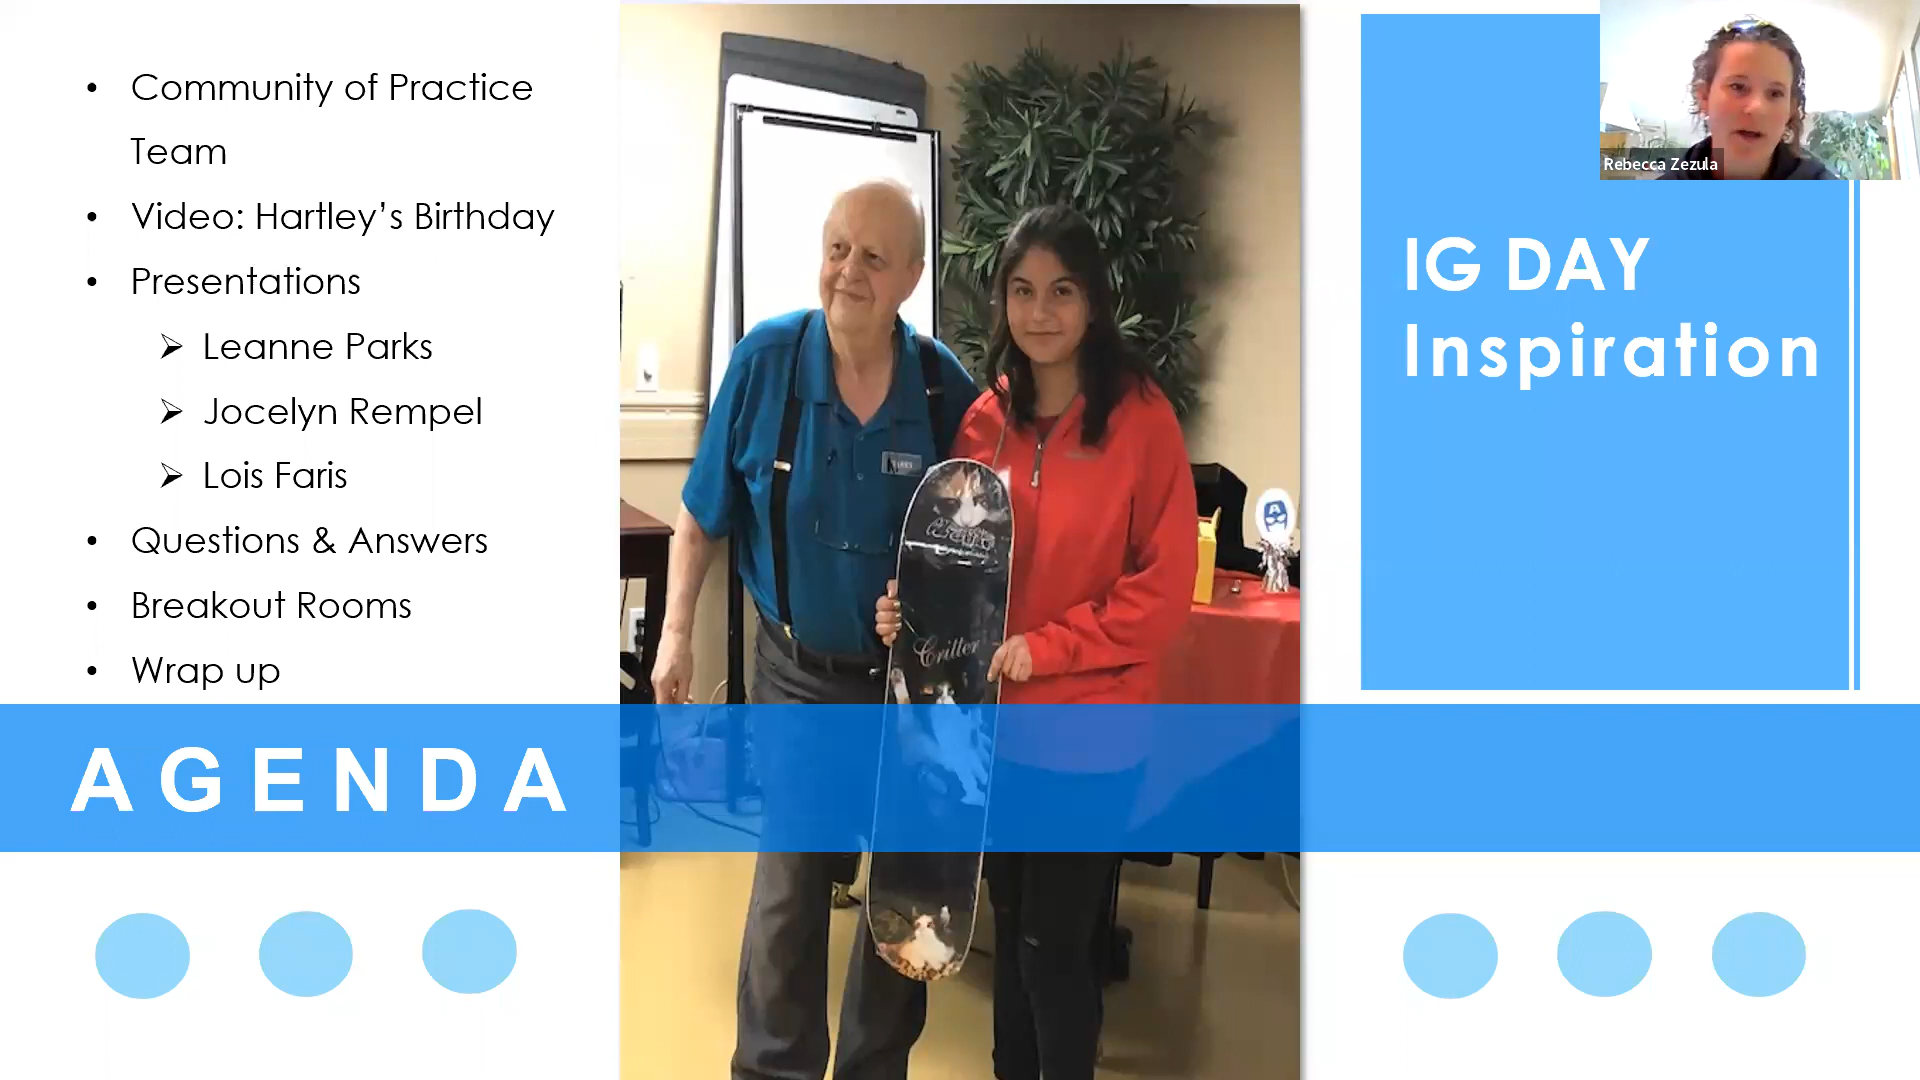 Community of Practice
Team
Video: Hartley’s Birthday
Presentations
Leanne Parks
Jocelyn Rempel
Lois Faris
Questions & Answers
Breakout Rooms
Wrap up
AGENDA
Critter
IG DAY
Inspiration
Rebecca Zezula